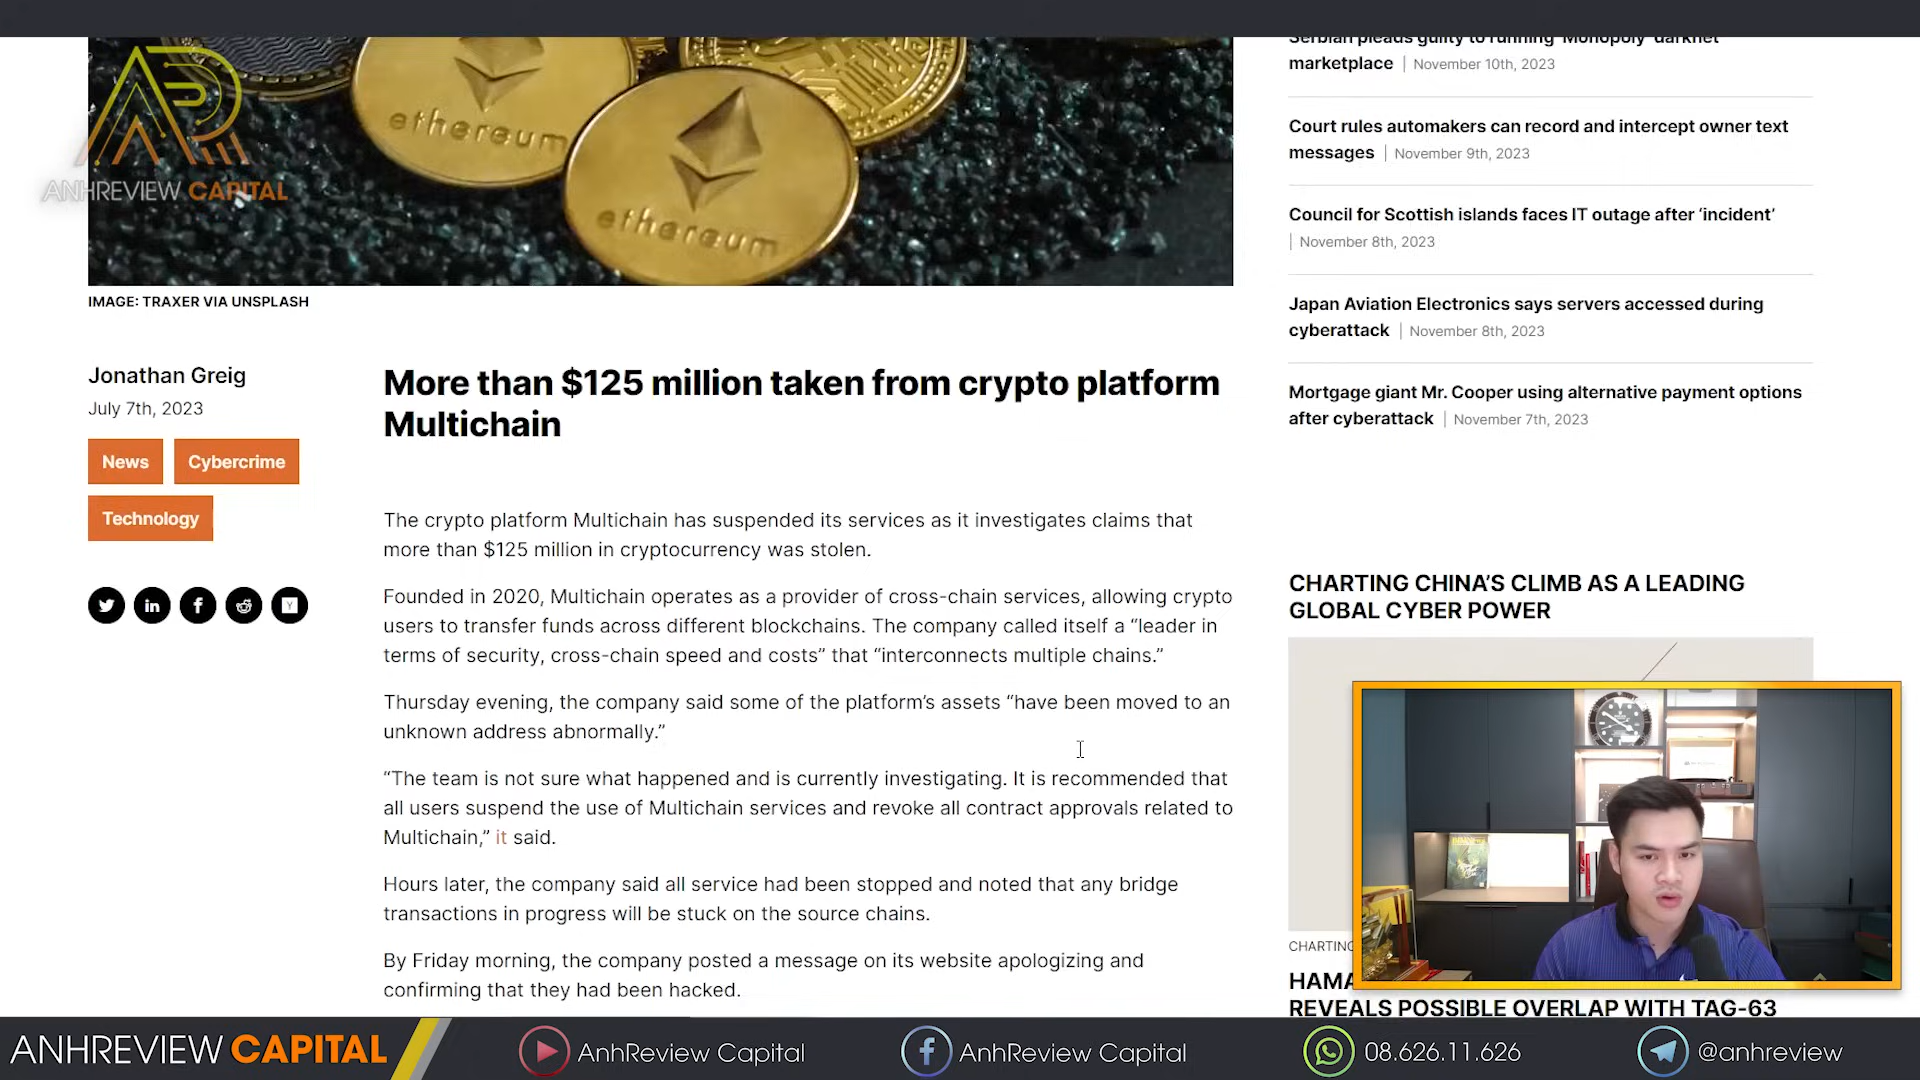 ANHREVIEW CAPITAL
ethereum
ethereum
IMAGE: TRAXER VIA UNSPLASH
Jonathan Greig
July 7th, 2023
News
Cybercrime
Technology
More than $125 million taken from crypto platform
Multichain
The crypto platform Multichain has suspended its services as it investigates claims that
more than $125 million in cryptocurrency was stolen.
Founded in 2020, Multichain operates as a provider of cross-chain services, allowing crypto
users to transfer funds across different blockchains. The company called itself a “leader in
terms of security, cross-chain speed and costs” that “interconnects multiple chains.”
Thursday evening, the company said some of the platform’s assets “have been moved to an
unknown address abnormally.”
“The team is not sure what happened and is currently investigating. It is recommended that
all users suspend the use of Multichain services and revoke all contract approvals related to
Multichain,” it said.
Hours later, the company said all service had been stopped and noted that any bridge
transactions in progress will be stuck on the source chains.
By Friday morning, the company posted a message on its website apologizing and
confirming that they had been hacked.
Serbian pleads guilty to running ‘Monopoly’ darknet
marketplace | November 10th, 2023
Court rules automakers can record and intercept owner text
messages | November 9th, 2023
Council for Scottish islands faces IT outage after ‘incident’
| November 8th, 2023
Japan Aviation Electronics says servers accessed during
cyberattack | November 8th, 2023
Mortgage giant Mr. Cooper using alternative payment options
after cyberattack | November 7th, 2023
CHARTING CHINA’S CLIMB AS A LEADING
GLOBAL CYBER POWER
CHARTING
HAMA
REVEALS POSSIBLE OVERLAP WITH TAG-63
ANHREVIEW CAPITAL
AnhReview Capital
AnhReview Capital
08.626.11.626
@anhreview